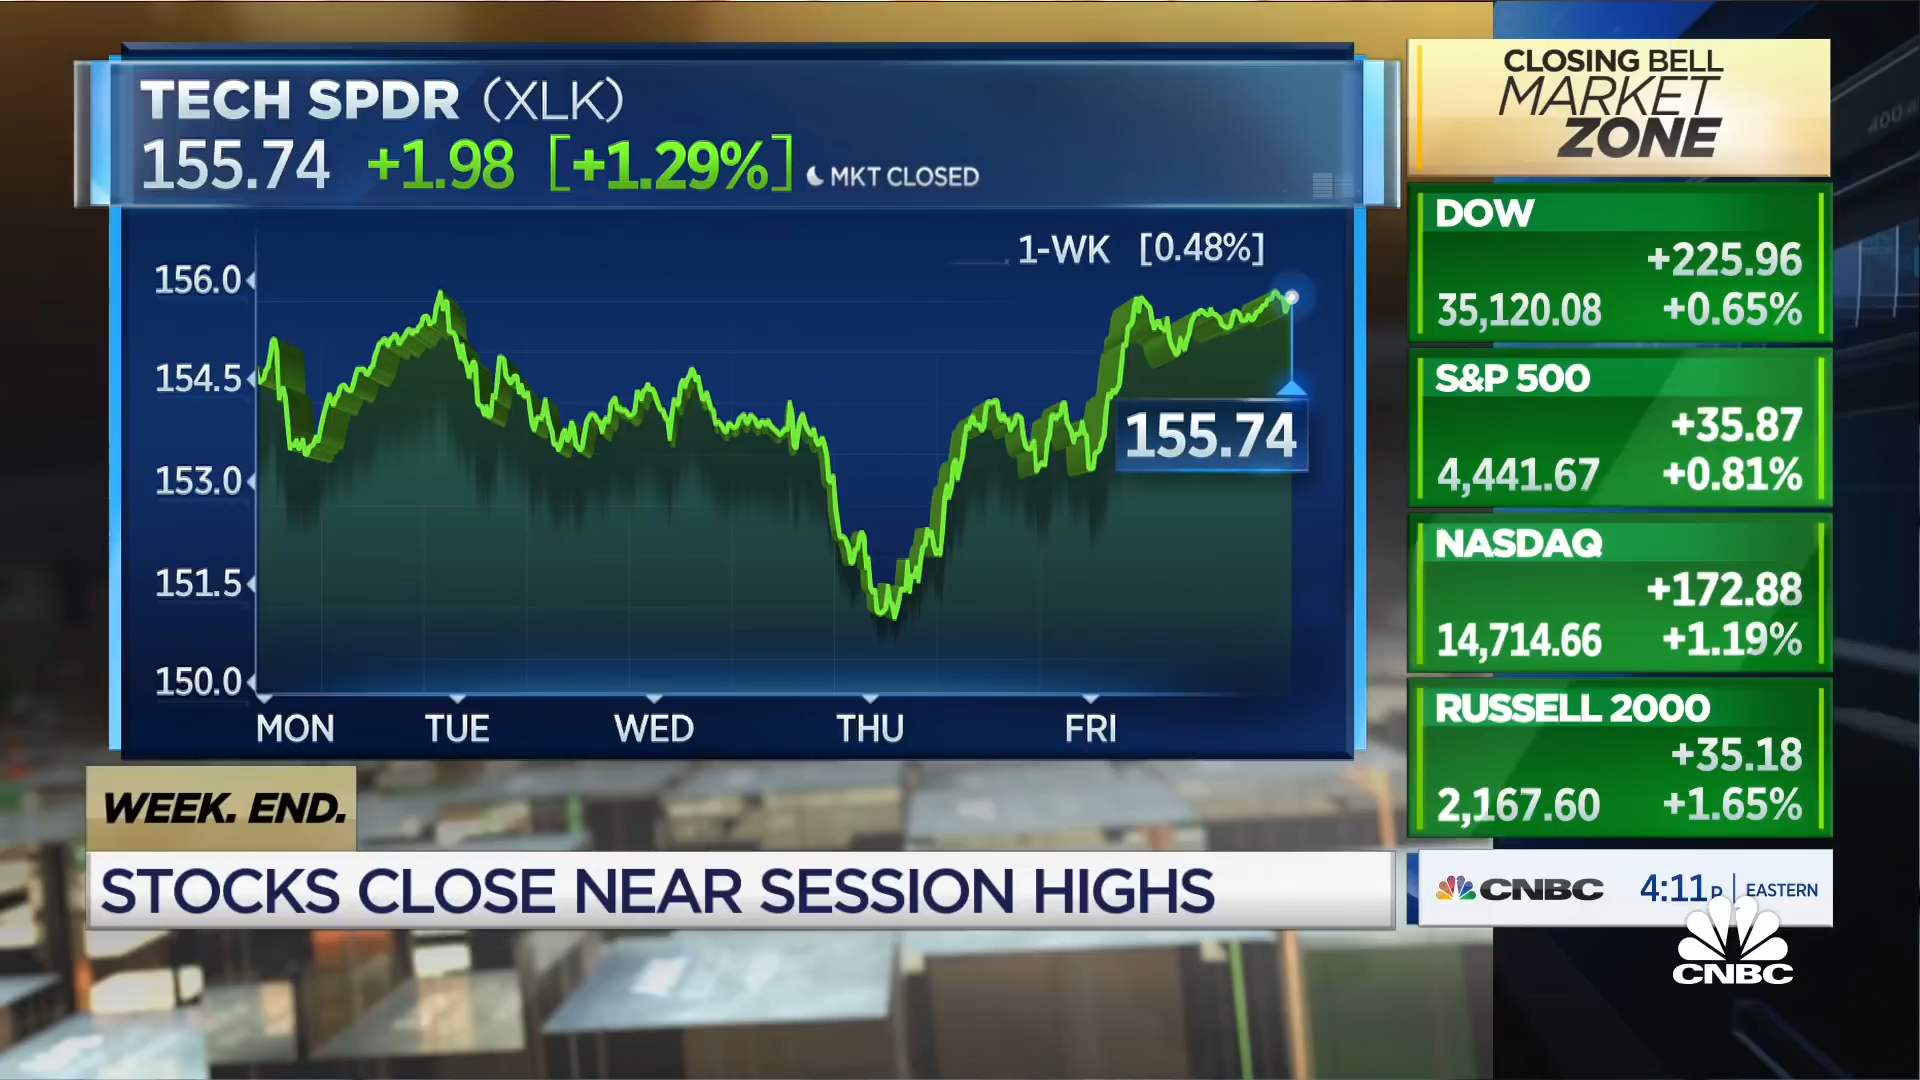 TECH SPDR (XLK)
155.74 +1.98 [+1.29%] MKT CLOSED
1-WK [0.48%]
156.0
154.5
153.0
151.5
150.0
155.74
MON TUE WED THU FRI
WEEK. END.
STOCKS CLOSE NEAR SESSION HIGHS
CLOSING BELL
MARKET
ZONE
DOW
+225.96
35,120.08 +0.65%
S&P 500
+35.87
4,441.67 +0.81%
NASDAQ
+172.88
14,714.66 +1.19%
RUSSELL 2000
+35.18
2,167.60 +1.65%
CNBC 4:11P EASTERN
CNBC